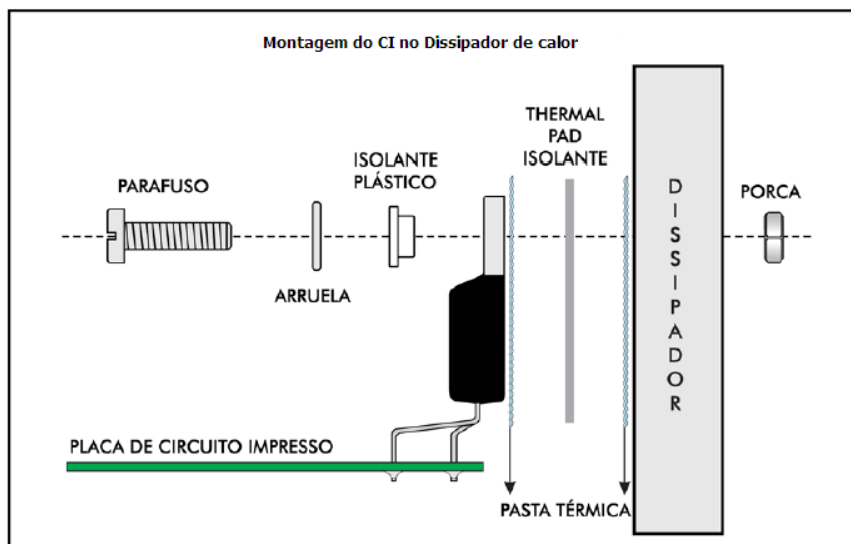 Montagem do CI no Dissipador de calor
THERMAL
PAD
ISOLANTE
ISOLANTE
PLÁSTICO
PARAFUSO
PORCA
ARRUELA
DISSIPADOR
PLACA DE CIRCUITO IMPRESSO
PASTA TÉRMICA